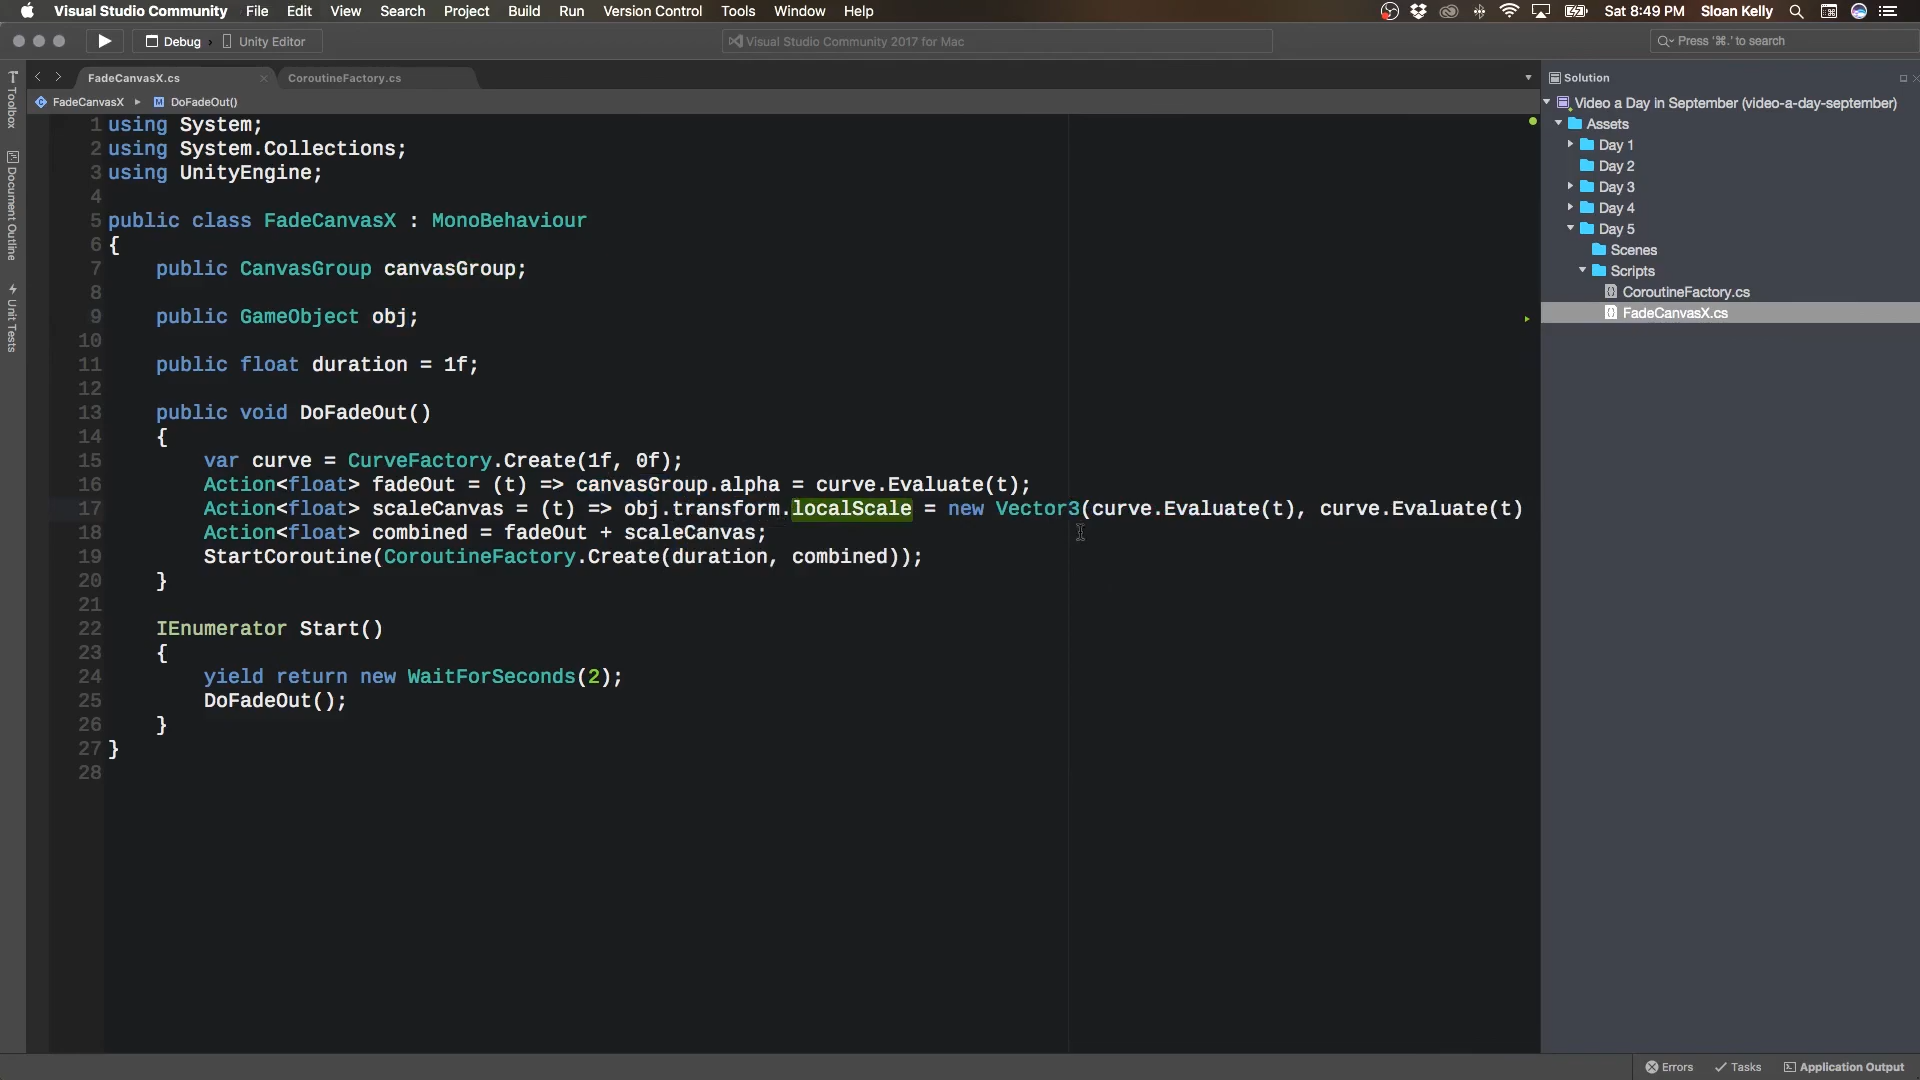 Visual Studio Community File Edit View Search Project Build Run Version Control Tools Window Help Sat 8:49 PM Sloan Kelly
Debug › Unity Editor Visual Studio Community 2017 for Mac Press '⌘.' to search
FadeCanvasX.cs × CoroutineFactory.cs
FadeCanvasX ▸ M DoFadeOut()
Toolbox
Document Outline
Unit Tests
1 using System;
2 using System.Collections;
3 using UnityEngine;
4
5 public class FadeCanvasX : MonoBehaviour
6 {
7 public CanvasGroup canvasGroup;
8
9 public GameObject obj;
10
11 public float duration = 1f;
12
13 public void DoFadeOut()
14 {
15 var curve = CurveFactory.Create(1f, 0f);
16 Action<float> fadeOut = (t) => canvasGroup.alpha = curve.Evaluate(t);
17 Action<float> scaleCanvas = (t) => obj.transform.localScale = new Vector3(curve.Evaluate(t), curve.Evaluate(t)
18 Action<float> combined = fadeOut + scaleCanvas;
19 StartCoroutine(CoroutineFactory.Create(duration, combined));
20 }
21
22 IEnumerator Start()
23 {
24 yield return new WaitForSeconds(2);
25 DoFadeOut();
26 }
27 }
28
Solution
Video a Day in September (video-a-day-september)
Assets
Day 1
Day 2
Day 3
Day 4
Day 5
Scenes
Scripts
CoroutineFactory.cs
FadeCanvasX.cs
Errors Tasks Application Output